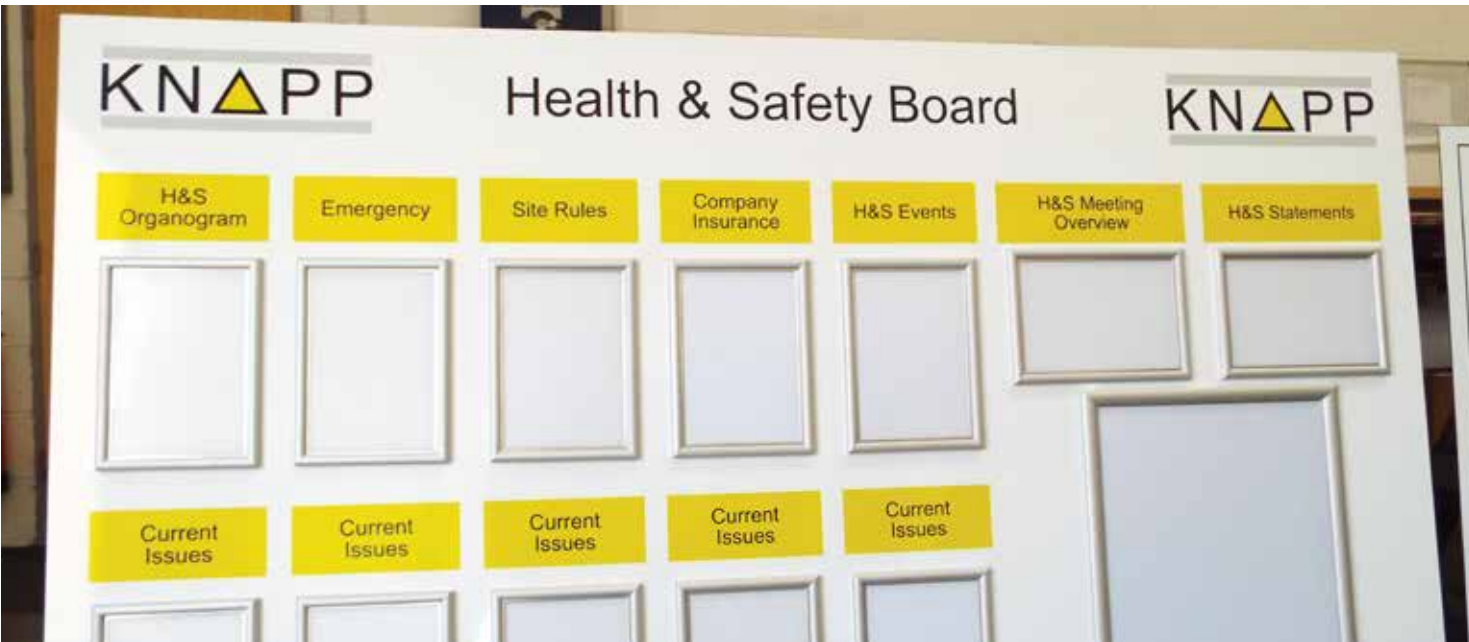 KNAPP
Health & Safety Board
KNAPP
H&S
Organogram
Emergency
Site Rules
Company
Insurance
H&S Events
H&S Meeting
Overview
H&S Statements
Current
Issues
Current
Issues
Current
Issues
Current
Issues
Current
Issues